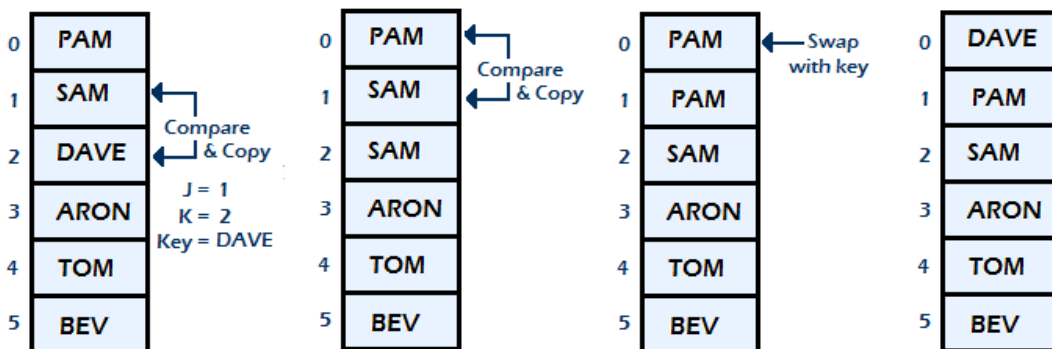 0 PAM
1 SAM
2 DAVE
3 ARON
4 TOM
5 BEV
Compare
& Copy
J = 1
K = 2
Key = DAVE
0 PAM
1 SAM
2 SAM
3 ARON
4 TOM
5 BEV
Compare
& Copy
0 PAM
1 PAM
2 SAM
3 ARON
4 TOM
5 BEV
Swap
with key
0 DAVE
1 PAM
2 SAM
3 ARON
4 TOM
5 BEV